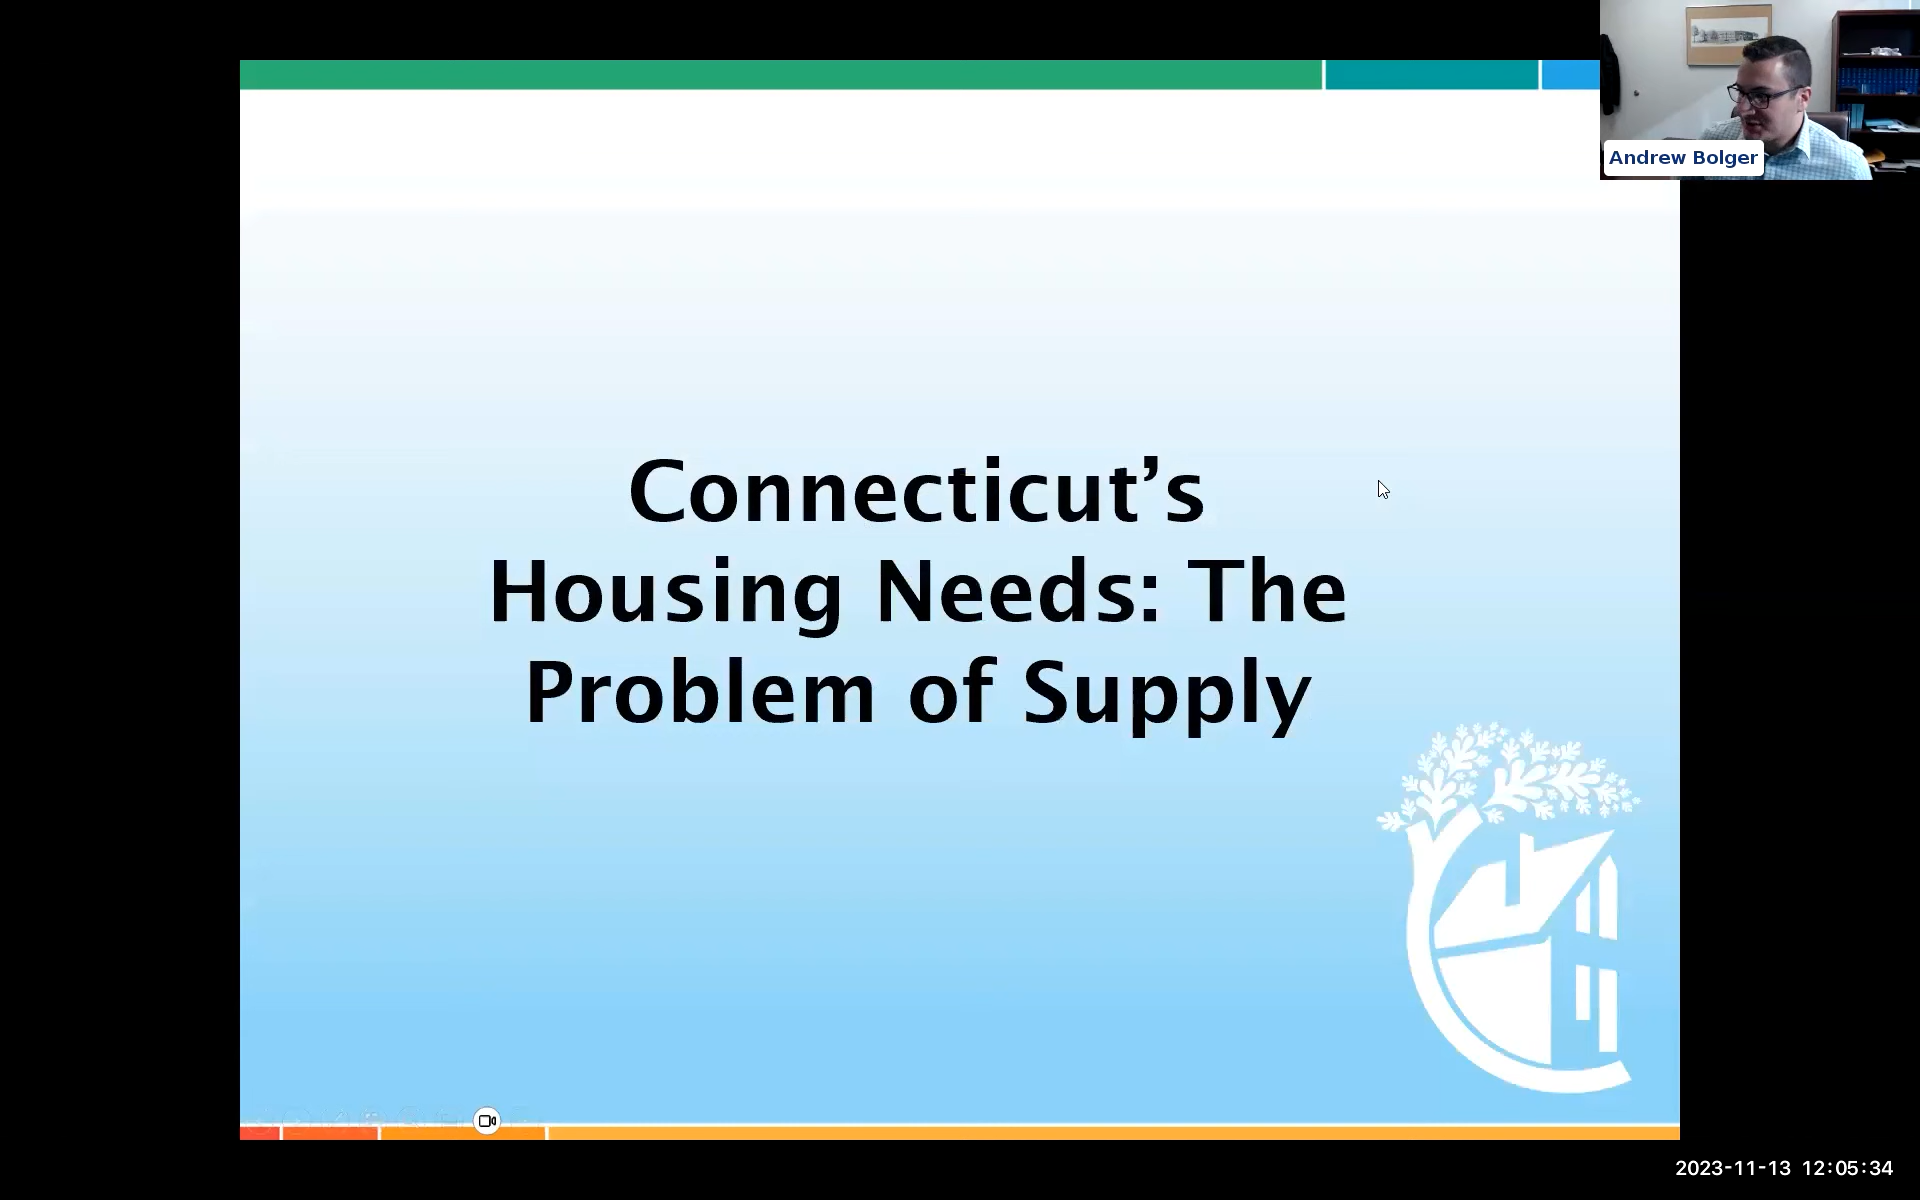 Andrew Bolger
Connecticut’s
Housing Needs: The
Problem of Supply
2023-11-13 12:05:34